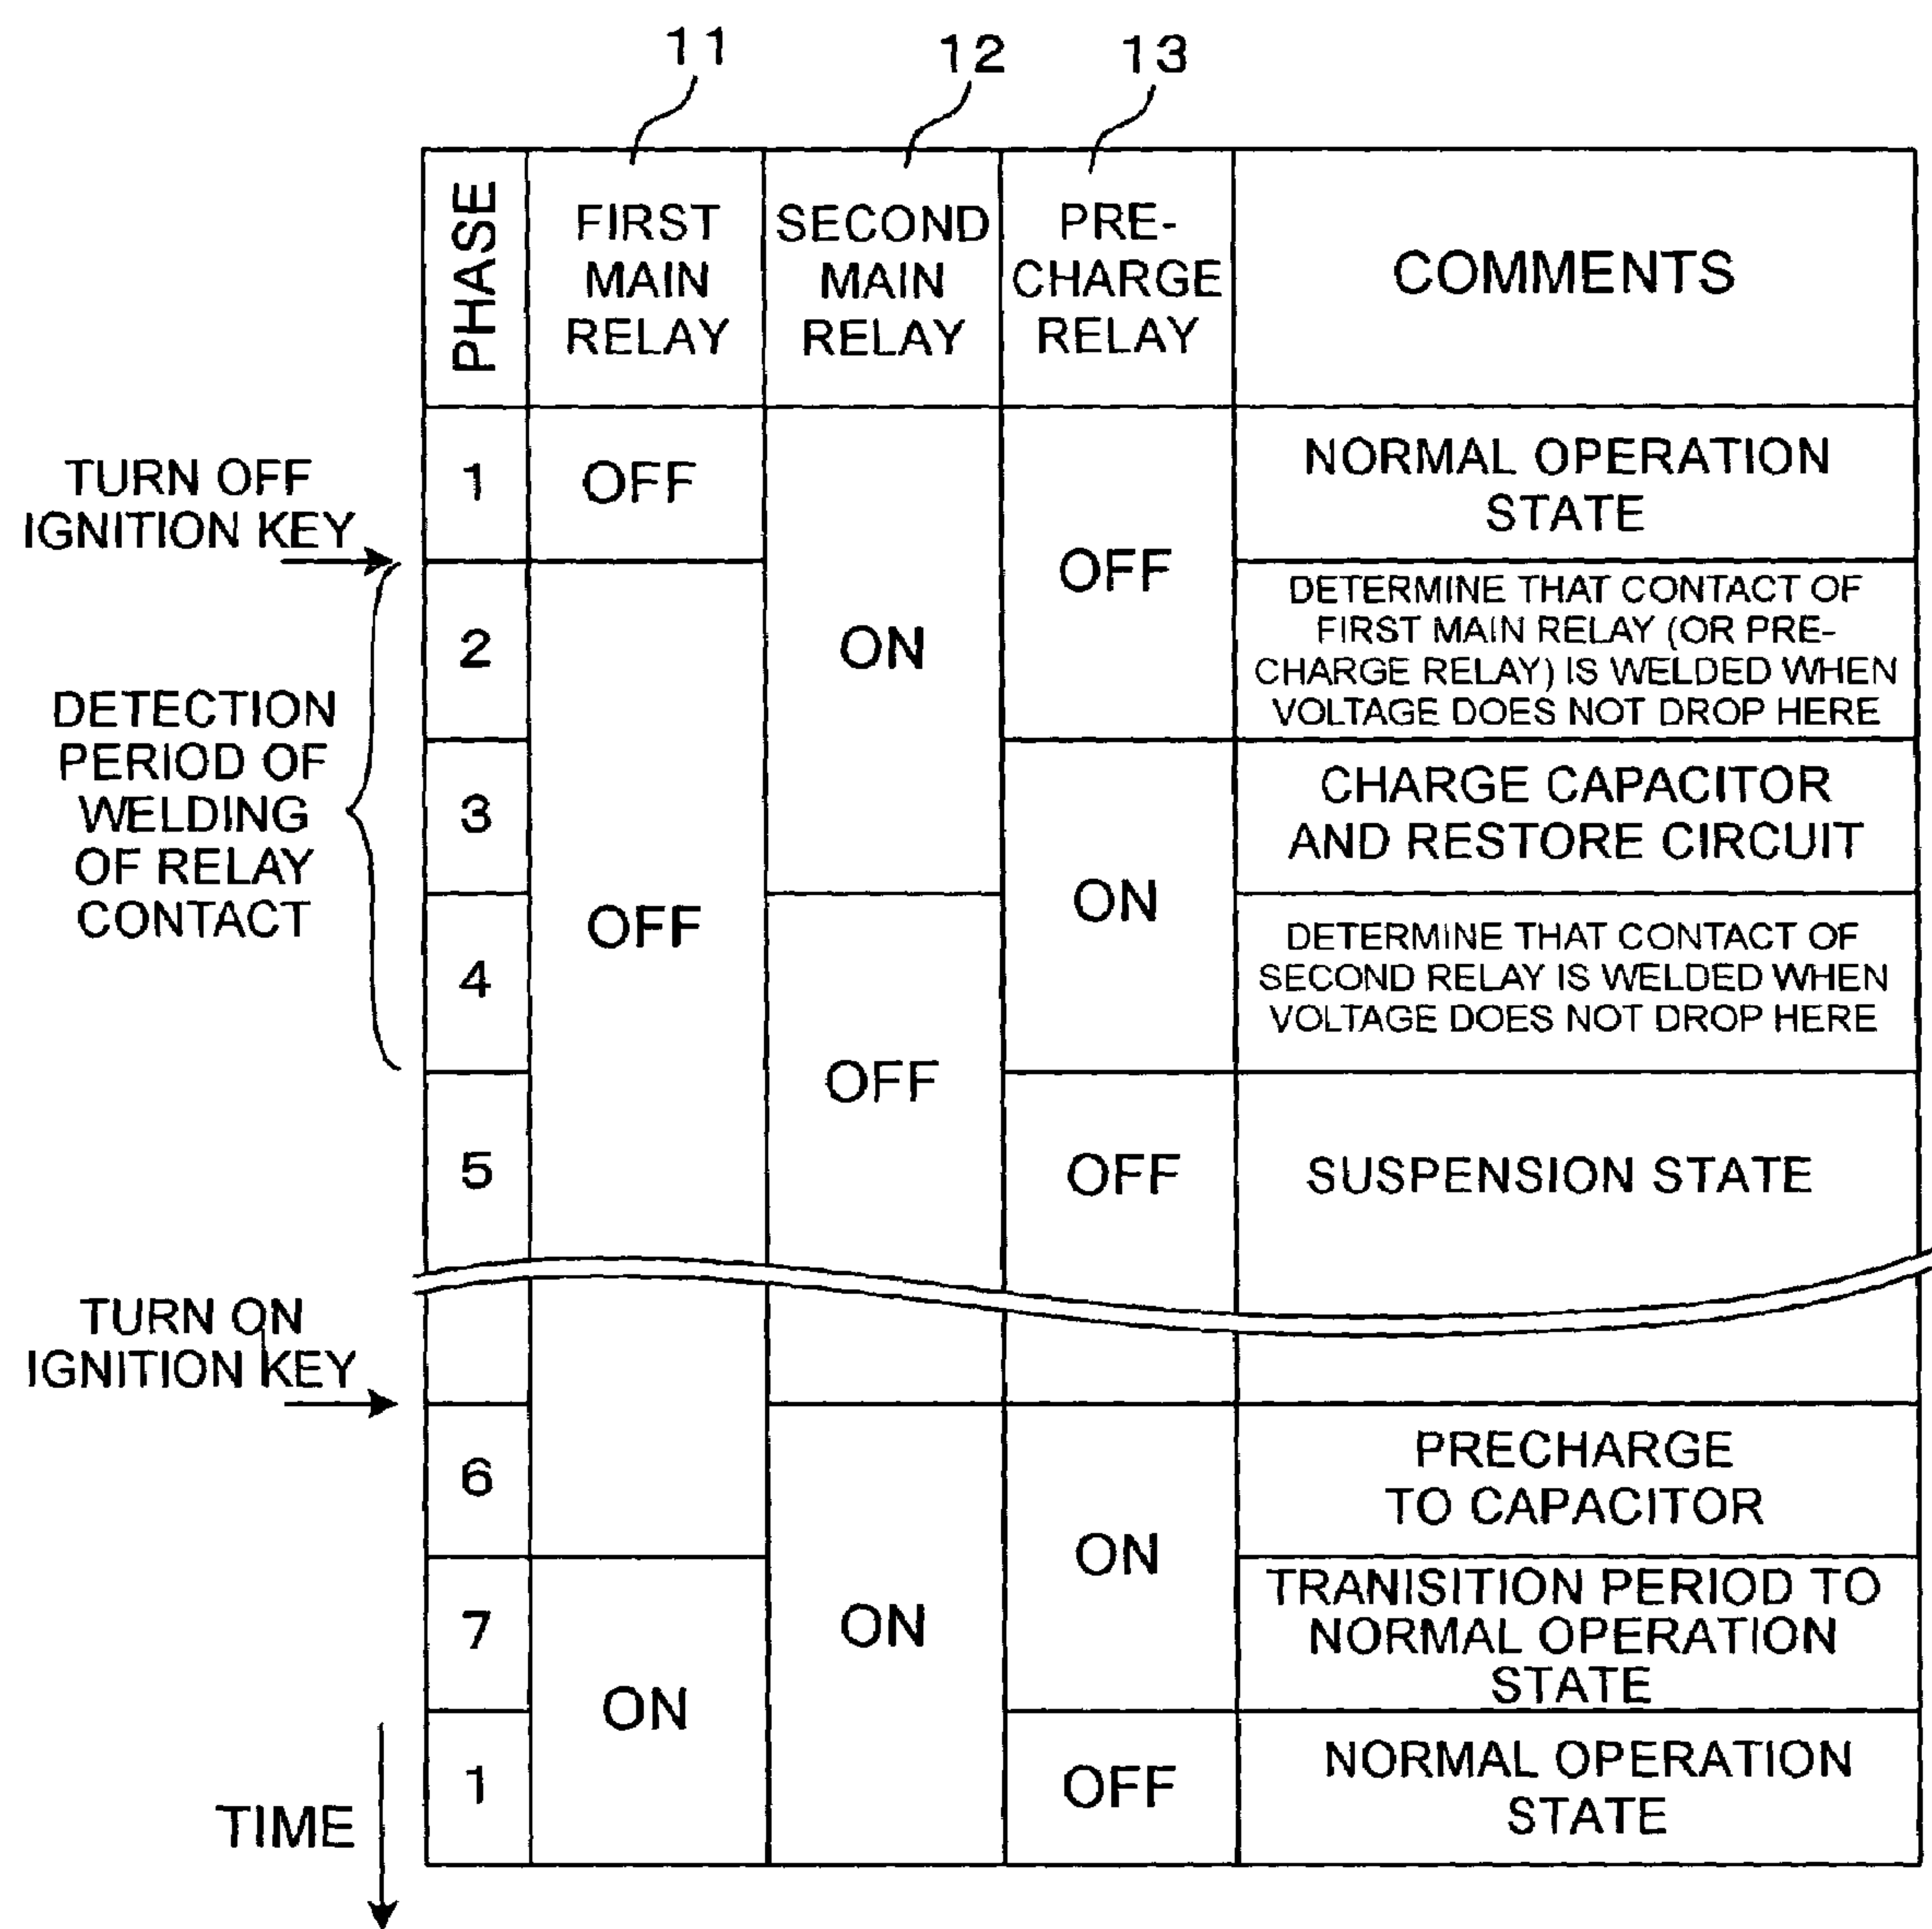 11
12
13
PHASE
FIRST
MAIN
RELAY
SECOND
MAIN
RELAY
PRE-
CHARGE
RELAY
COMMENTS
TURN OFF
IGNITION KEY
1
OFF
ON
OFF
NORMAL OPERATION
STATE
DETECTION
PERIOD OF
WELDING
OF RELAY
CONTACT
2
DETERMINE THAT CONTACT OF
FIRST MAIN RELAY (OR PRE-
CHARGE RELAY) IS WELDED WHEN
VOLTAGE DOES NOT DROP HERE
3
OFF
ON
CHARGE CAPACITOR
AND RESTORE CIRCUIT
4
OFF
DETERMINE THAT CONTACT OF
SECOND RELAY IS WELDED WHEN
VOLTAGE DOES NOT DROP HERE
5
OFF
SUSPENSION STATE
TURN ON
IGNITION KEY
6
ON
ON
PRECHARGE
TO CAPACITOR
7
ON
TRANISITION PERIOD TO
NORMAL OPERATION
STATE
1
OFF
NORMAL OPERATION
STATE
TIME